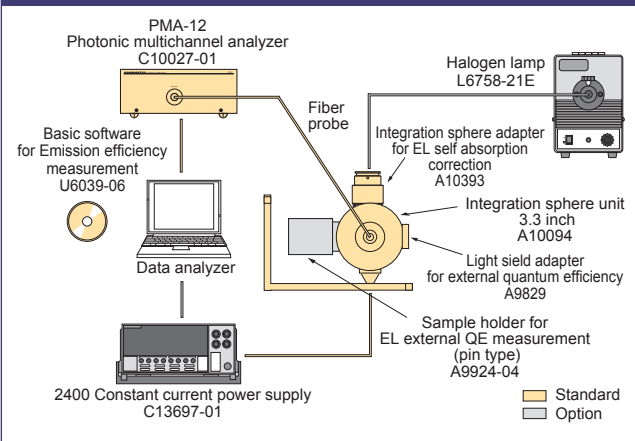 PMA-12
Photonic multichannel analyzer
C10027-01
Halogen lamp
L6758-21E
Fiber
probe
Basic software
for Emission efficiency
measurement
U6039-06
Integration sphere adapter
for EL self absorption
correction
A10393
Integration sphere unit
3.3 inch
A10094
Data analyzer
Light sield adapter
for external quantum efficiency
A9829
Sample holder for
EL external QE measurement
(pin type)
A9924-04
2400 Constant current power supply
C13697-01
Standard
Option